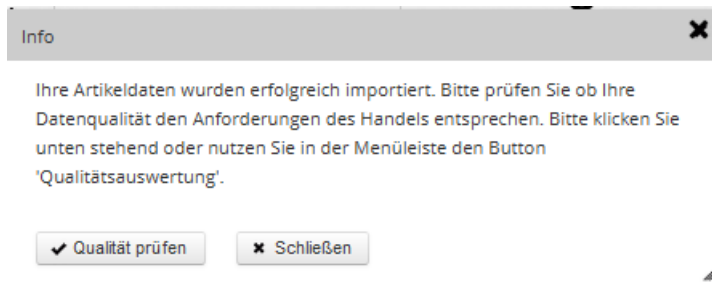 Info
Ihre Artikeldaten wurden erfolgreich importiert. Bitte prüfen Sie ob Ihre
Datenqualität den Anforderungen des Handels entsprechen. Bitte klicken Sie
unten stehend oder nutzen Sie in der Menüleiste den Button
'Qualitätsauswertung'.
Qualität prüfen
Schließen